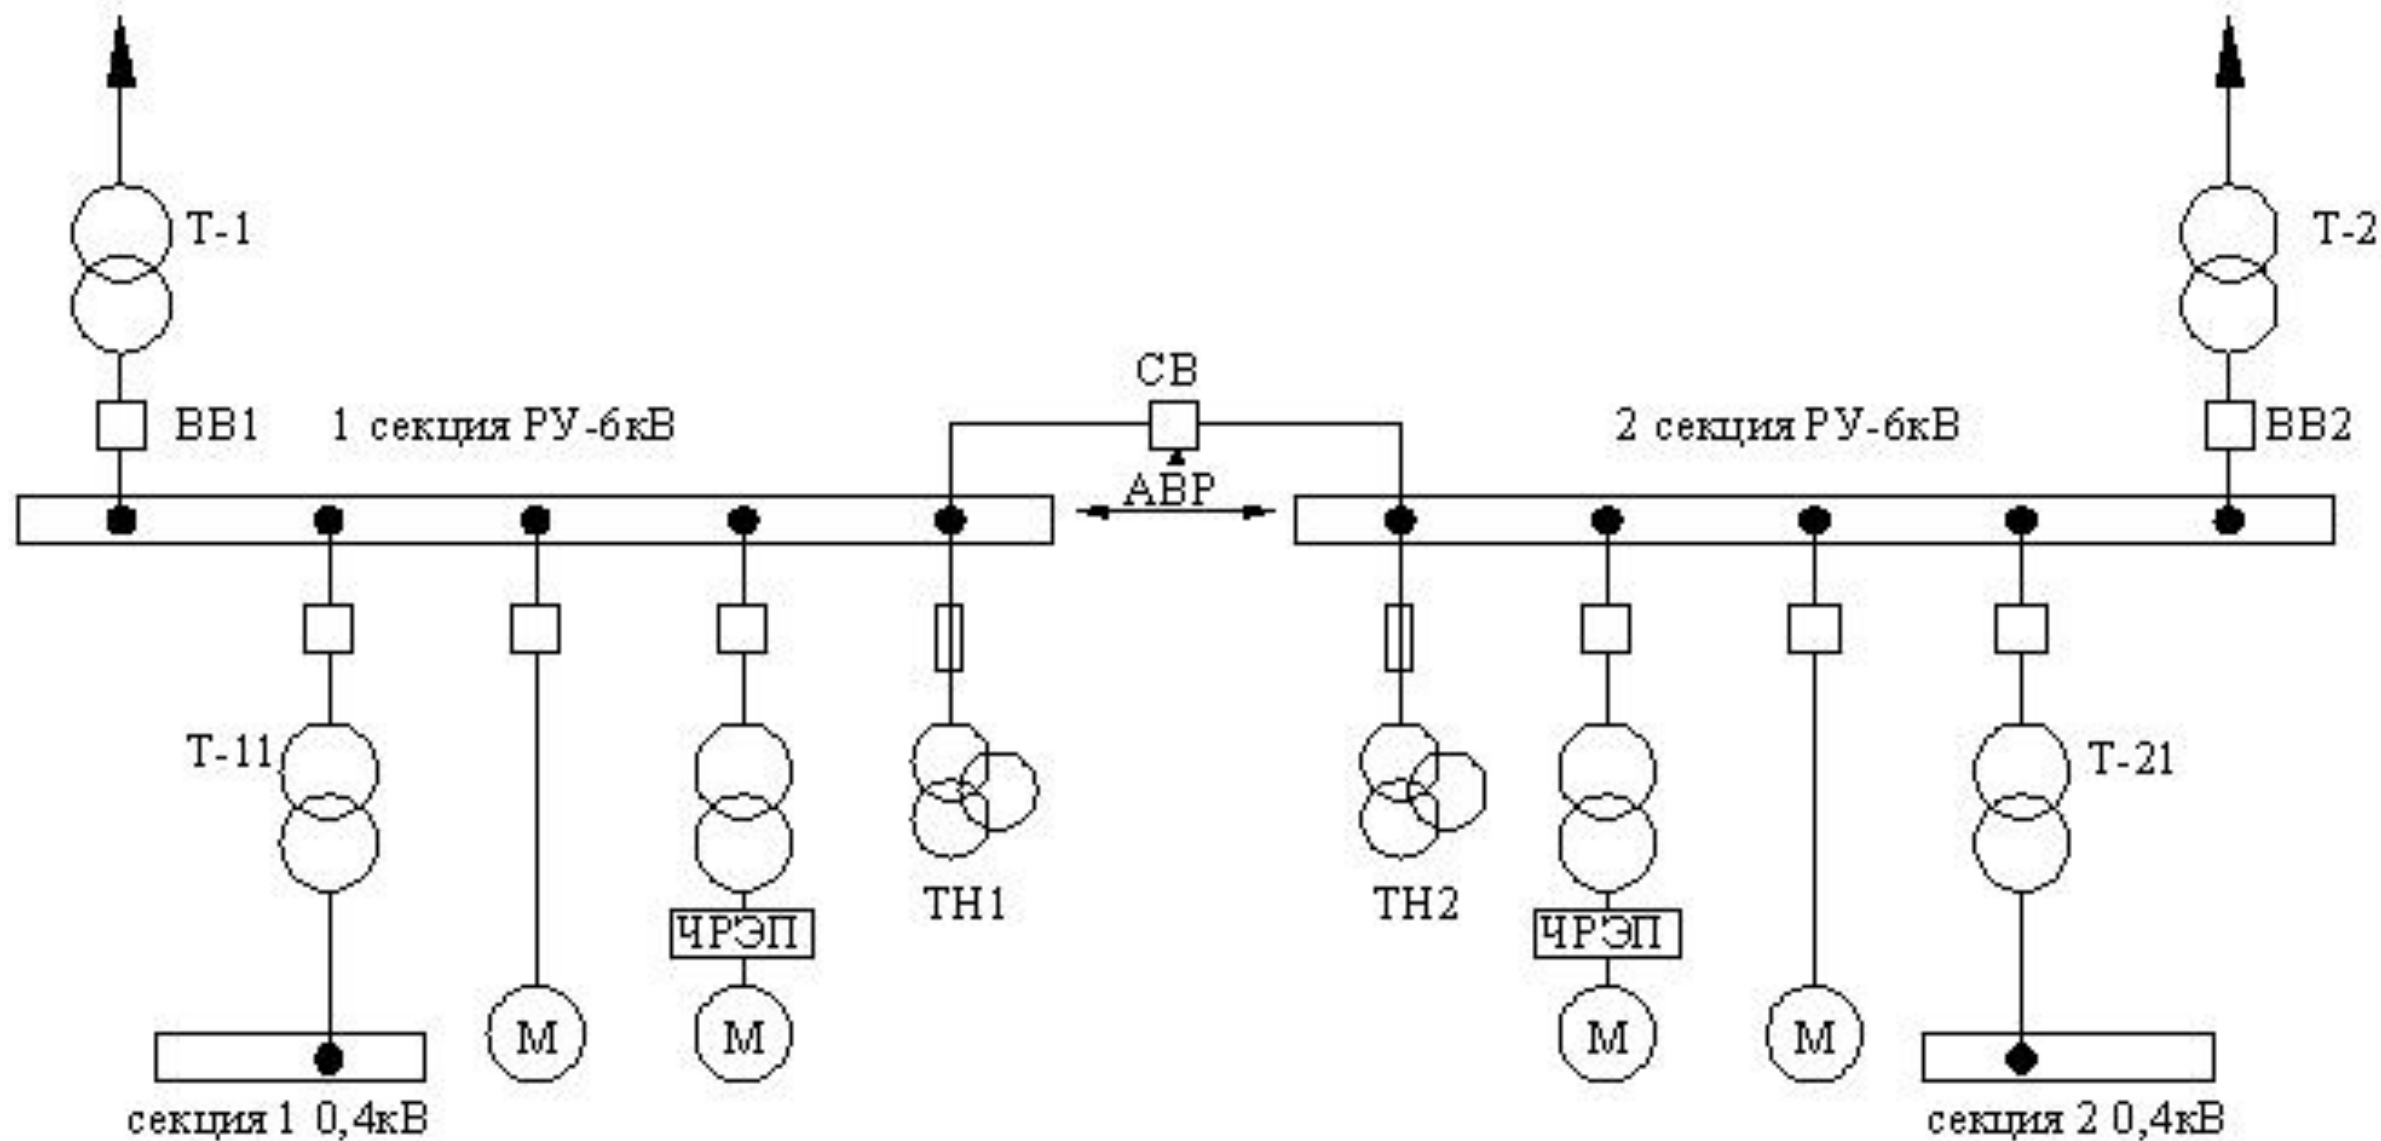 Т-1
Т-2
СВ
ВВ1
1 секция РУ-6кВ
2 секция РУ-6кВ
ВВ2
АВР
Т-11
Т-21
ТН1
ТН2
ЧРЭП
ЧРЭП
М
М
М
М
секция 1 0,4кВ
секция 2 0,4кВ